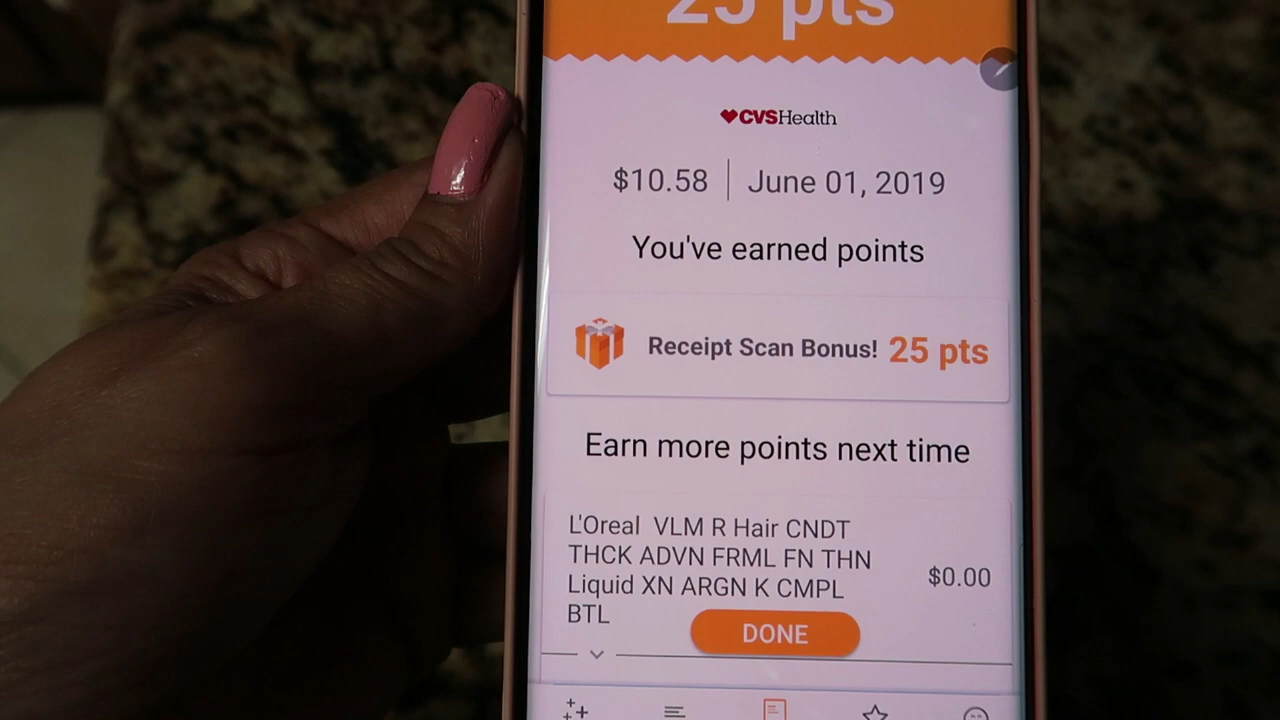 25 pts
CVSHealth
$10.58 June 01, 2019
You've earned points
Receipt Scan Bonus! 25 pts
Earn more points next time
L'Oreal VLM R Hair CNDT
THCK ADVN FRML FN THN
Liquid XN ARGN K CMPL
BTL
$0.00
DONE